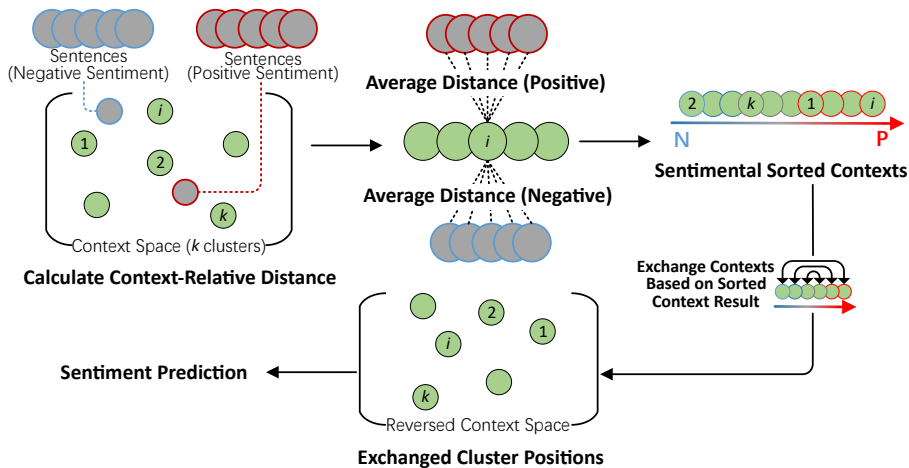 Sentences
(Negative Sentiment)
Sentences
(Positive Sentiment)
i
1
2
k
Context Space (k clusters)
Calculate Context-Relative Distance
Average Distance (Positive)
i
Average Distance (Negative)
2
k
1
i
N
P
Sentimental Sorted Contexts
Exchange Contexts
Based on Sorted
Context Result
2
1
i
k
Reversed Context Space
Exchanged Cluster Positions
Sentiment Prediction